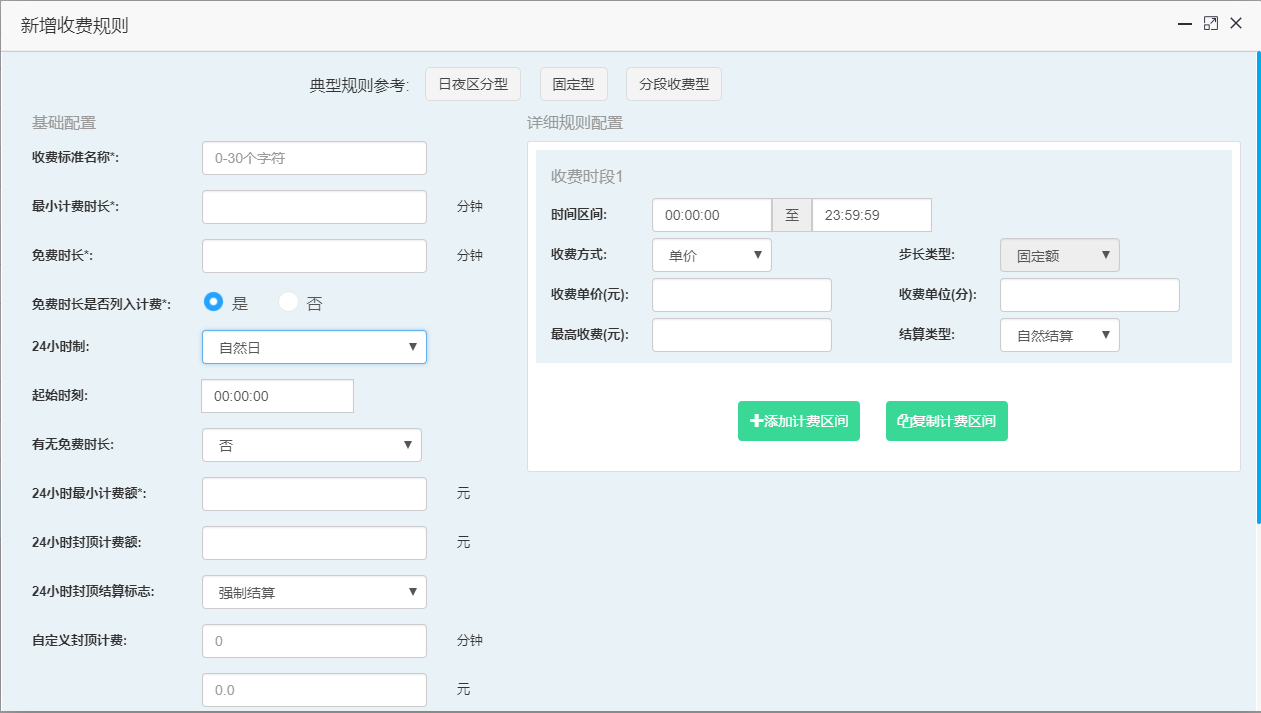 新增收费规则
典型规则参考: 日夜区分型 固定型 分段收费型
基础配置
收费标准名称*: 0-30个字符
最小计费时长*: 分钟
免费时长*: 分钟
免费时长是否列入计费*: 是 否
24小时制: 自然日
起始时刻: 00:00:00
有无免费时长: 否
24小时最小计费额*: 元
24小时封顶计费额: 元
24小时封顶结算标志: 强制结算
自定义封顶计费: 0 分钟
0.0 元
详细规则配置
收费时段1
时间区间: 00:00:00 至 23:59:59
收费方式: 单价 步长类型: 固定额
收费单价(元): 收费单位(分):
最高收费(元): 结算类型: 自然结算
添加计费区间 复制计费区间